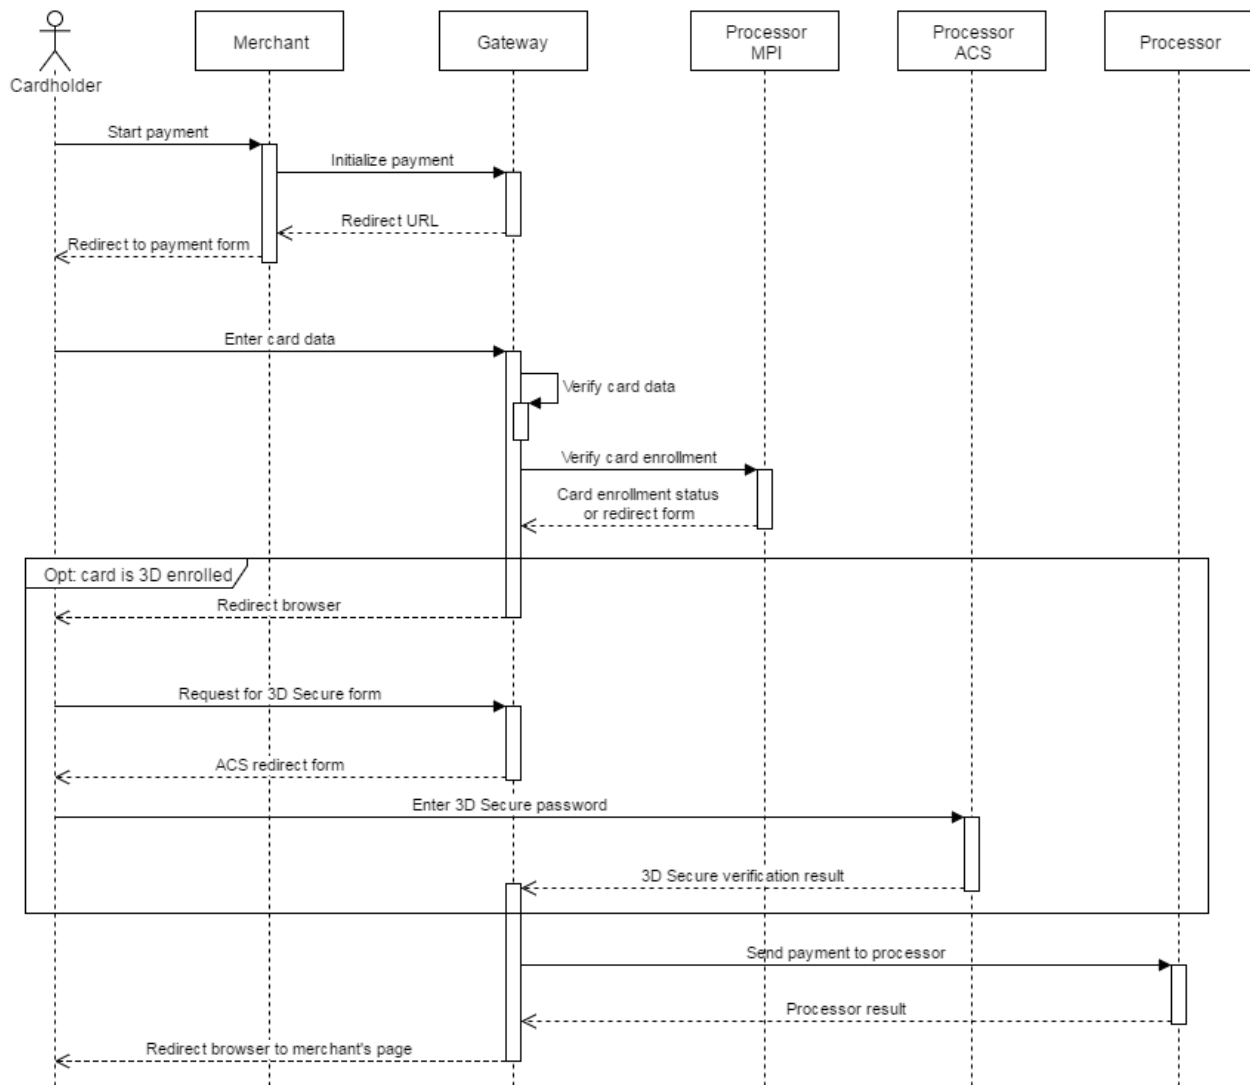 Cardholder
Merchant
Gateway
Processor
MPI
Processor
ACS
Processor
Start payment
Initialize payment
Redirect URL
Redirect to payment form
Enter card data
Verify card data
Verify card enrollment
Card enrollment status
or redirect form
Opt: card is 3D enrolled
Redirect browser
Request for 3D Secure form
ACS redirect form
Enter 3D Secure password
3D Secure verification result
Send payment to processor
Processor result
Redirect browser to merchant's page